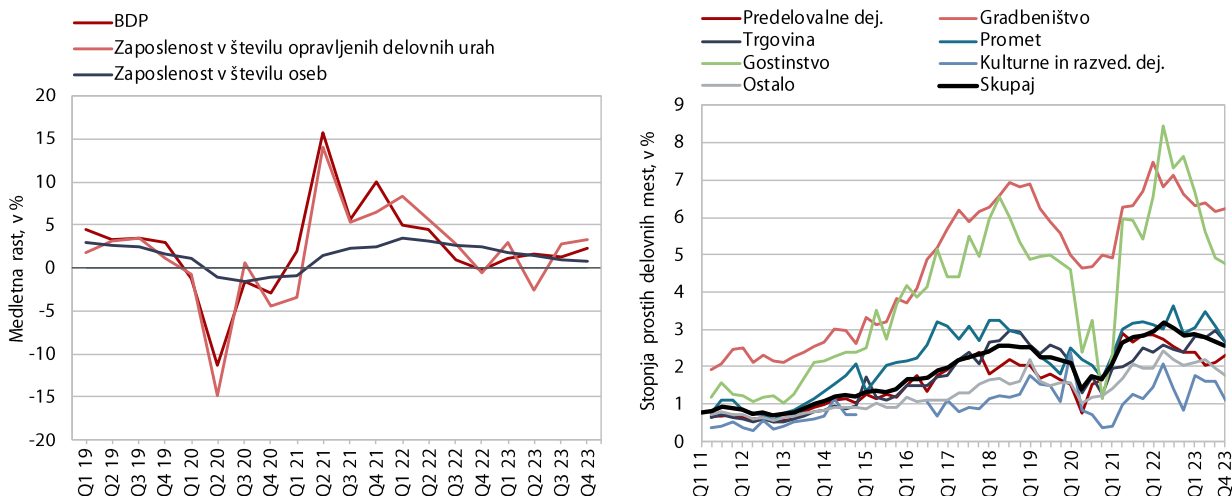 BDP
Zaposlenost v številu opravljenih delovnih urah
Zaposlenost v številu oseb
Medletna rast, v %
20
15
10
5
0
-5
-10
-15
-20
Q1 19
Q2 19
Q3 19
Q4 19
Q1 20
Q2 20
Q3 20
Q4 20
Q1 21
Q2 21
Q3 21
Q4 21
Q1 22
Q2 22
Q3 22
Q4 22
Q1 23
Q2 23
Q3 23
Q4 23
Predelovalne dej.
Gradbeništvo
Trgovina
Promet
Gostinstvo
Kulturne in razved. dej.
Ostalo
Skupaj
Stopnja prostih delovnih mest, v %
9
8
7
6
5
4
3
2
1
0
Q1 11
Q1 12
Q1 13
Q1 14
Q1 15
Q1 16
Q1 17
Q1 18
Q1 19
Q1 20
Q1 21
Q1 22
Q1 23
Q4 23